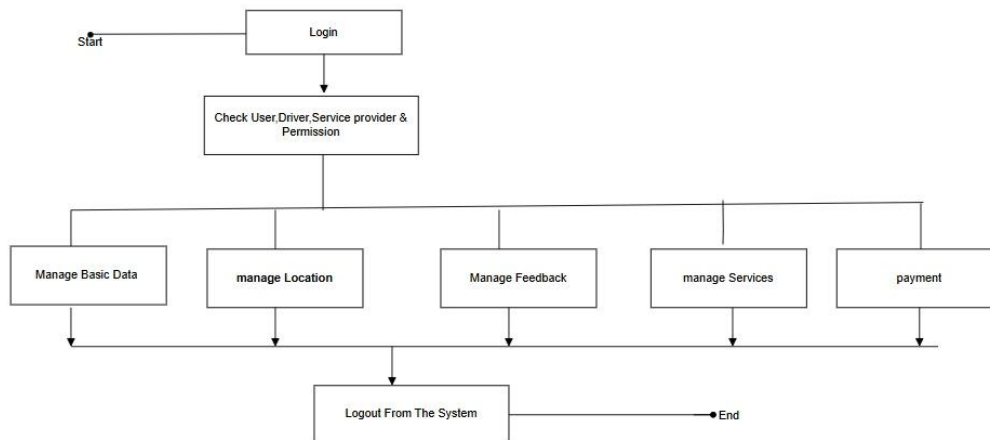 Login
Start
Check User,Driver,Service provider &
Permission
Manage Basic Data
manage Location
Manage Feedback
manage Services
payment
Logout From The System
End